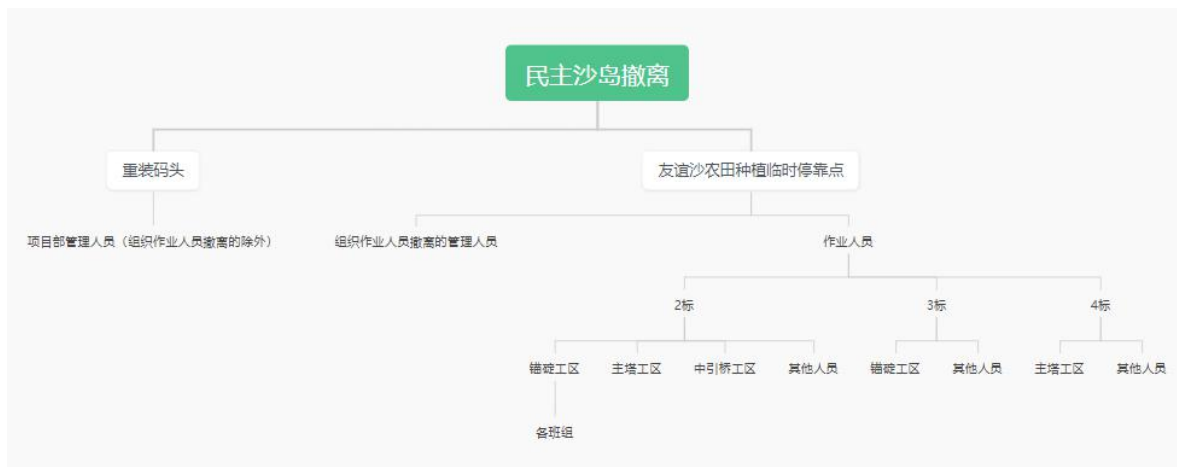 民主沙岛撤离
重装码头
友谊沙农田种植临时停靠点
项目部管理人员（组织作业人员撤离的除外）
组织作业人员撤离的管理人员
作业人员
2标
3标
4标
锚碇工区
主塔工区
中引桥工区
其他人员
锚碇工区
其他人员
主塔工区
其他人员
各班组